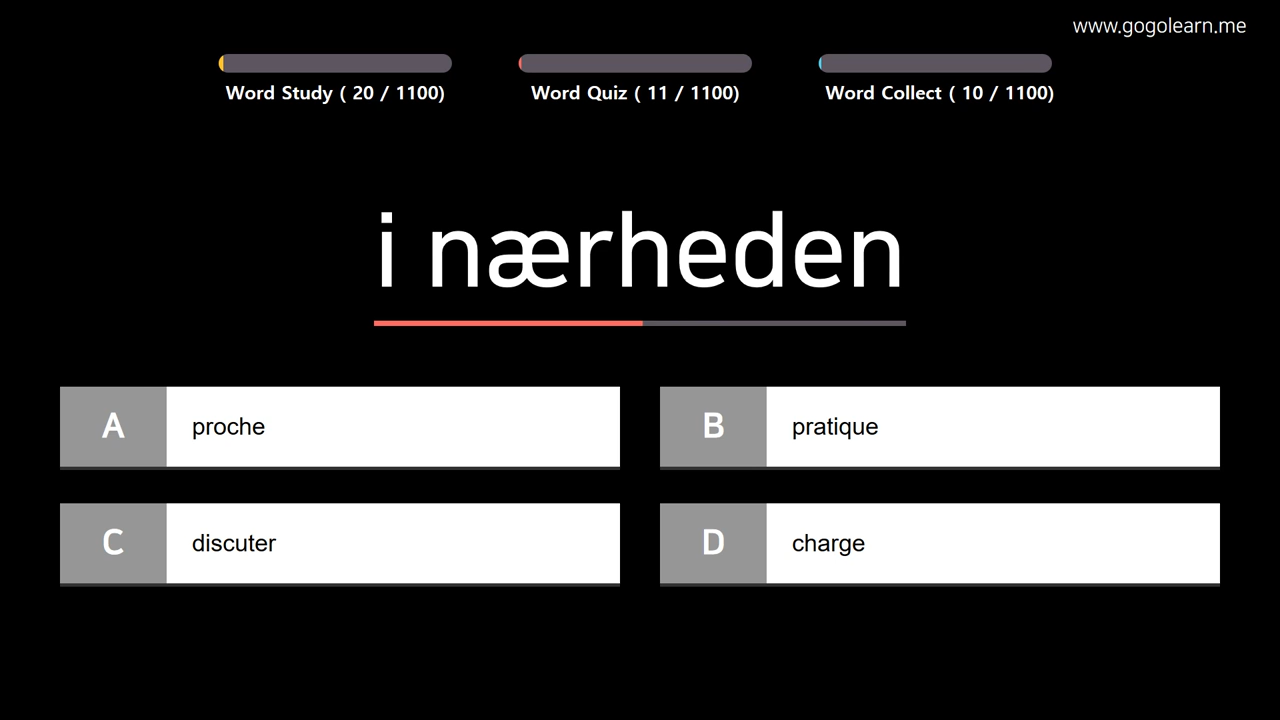 www.gogolearn.me
Word Study ( 20 / 1100)
Word Quiz ( 11 / 1100)
Word Collect ( 10 / 1100)
i nærheden
A
proche
B
pratique
C
discuter
D
charge